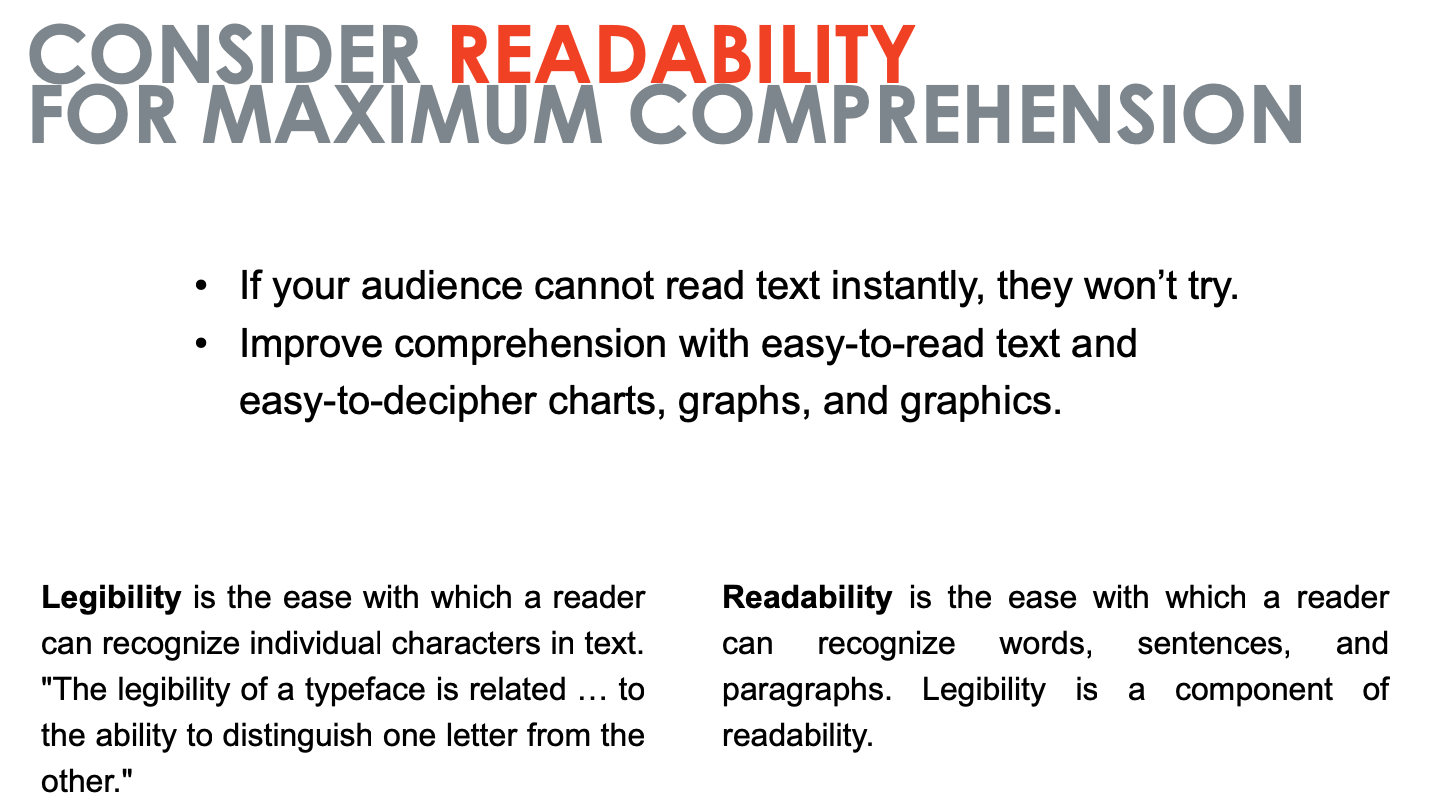 CONSIDER READABILITY
FOR MAXIMUM COMPREHENSION
• If your audience cannot read text instantly, they won’t try.
• Improve comprehension with easy-to-read text and
easy-to-decipher charts, graphs, and graphics.
Legibility is the ease with which a reader
can recognize individual characters in text.
"The legibility of a typeface is related … to
the ability to distinguish one letter from the
other."
Readability is the ease with which a reader
can recognize words, sentences, and
paragraphs. Legibility is a component of
readability.